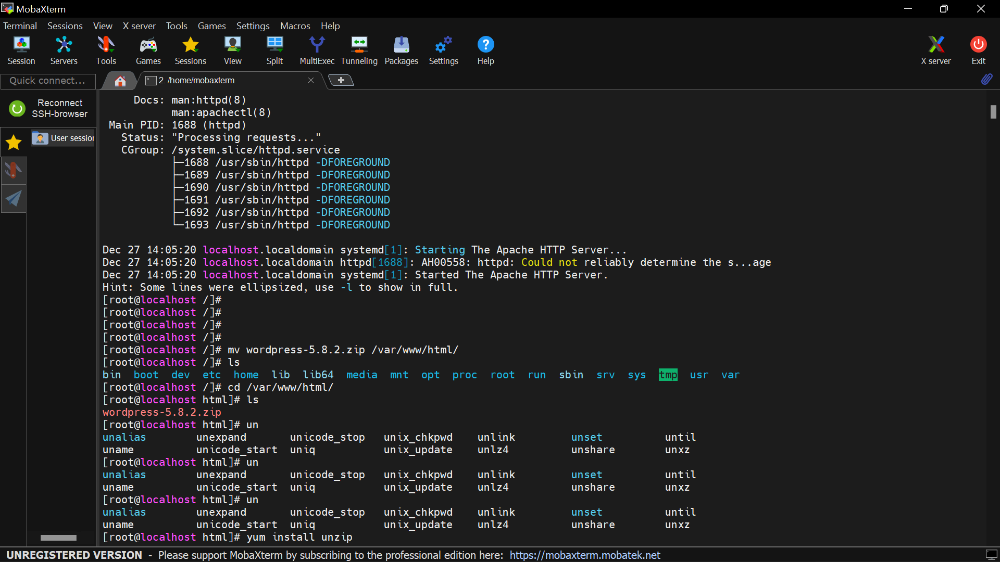 MobaXterm
Terminal Sessions View X server Tools Games Settings Macros Help
Session Servers Tools Games Sessions View Split MultiExec Tunneling Packages Settings Help X server Exit
Quick connect...
2. /home/mobaxterm
Reconnect
SSH-browser
User session
Docs: man:httpd(8)
man:apachectl(8)
Main PID: 1688 (httpd)
Status: "Processing requests..."
CGroup: /system.slice/httpd.service
├─1688 /usr/sbin/httpd -DFOREGROUND
├─1689 /usr/sbin/httpd -DFOREGROUND
├─1690 /usr/sbin/httpd -DFOREGROUND
├─1691 /usr/sbin/httpd -DFOREGROUND
├─1692 /usr/sbin/httpd -DFOREGROUND
└─1693 /usr/sbin/httpd -DFOREGROUND
Dec 27 14:05:20 localhost.localdomain systemd[1]: Starting The Apache HTTP Server...
Dec 27 14:05:20 localhost.localdomain httpd[1688]: AH00558: httpd: Could not reliably determine the s...age
Dec 27 14:05:20 localhost.localdomain systemd[1]: Started The Apache HTTP Server.
Hint: Some lines were ellipsized, use -l to show in full.
[root@localhost /]#
[root@localhost /]#
[root@localhost /]#
[root@localhost /]#
[root@localhost /]# mv wordpress-5.8.2.zip /var/www/html/
[root@localhost /]# ls
bin boot dev etc home lib lib64 media mnt opt proc root run sbin srv sys tmp usr var
[root@localhost /]# cd /var/www/html/
[root@localhost html]# ls
wordpress-5.8.2.zip
[root@localhost html]# un
unalias unexpand unicode_stop unix_chkpwd unlink unset until
uname unicode_start uniq unix_update unlz4 unshare unxz
[root@localhost html]# un
unalias unexpand unicode_stop unix_chkpwd unlink unset until
uname unicode_start uniq unix_update unlz4 unshare unxz
[root@localhost html]# un
unalias unexpand unicode_stop unix_chkpwd unlink unset until
uname unicode_start uniq unix_update unlz4 unshare unxz
[root@localhost html]# yum install unzip
UNREGISTERED VERSION - Please support MobaXterm by subscribing to the professional edition here: https://mobaxterm.mobatek.net